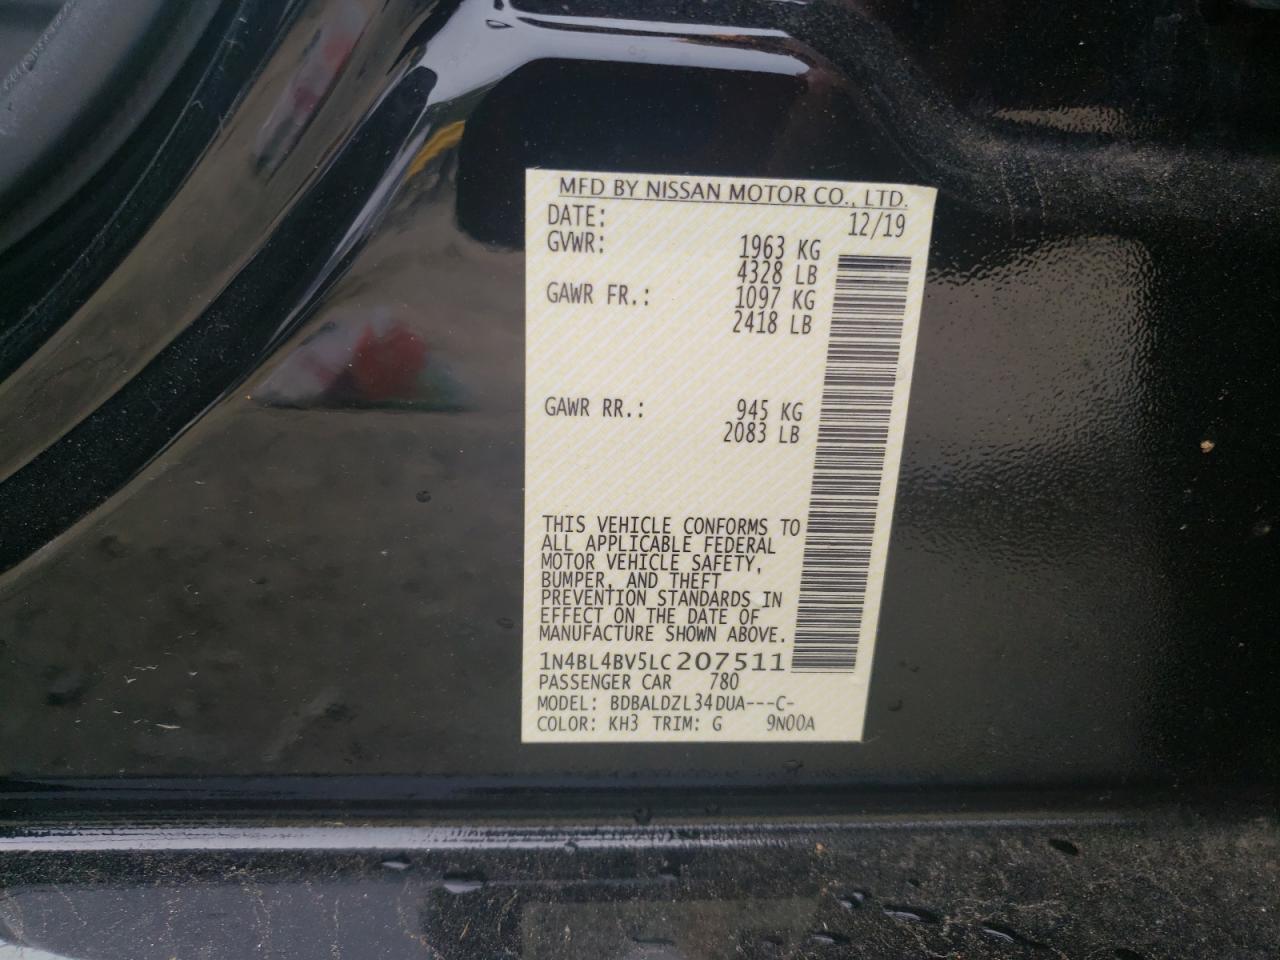 MFD BY NISSAN MOTOR CO., LTD.
DATE: 12/19
GVWR: 1963 KG
4328 LB
GAWR FR.: 1097 KG
2418 LB
GAWR RR.: 945 KG
2083 LB
THIS VEHICLE CONFORMS TO
ALL APPLICABLE FEDERAL
MOTOR VEHICLE SAFETY,
BUMPER, AND THEFT
PREVENTION STANDARDS IN
EFFECT ON THE DATE OF
MANUFACTURE SHOWN ABOVE.
1N4BL4BV5LC207511
PASSENGER CAR 780
MODEL: BDBALDZL34DUA---C-
COLOR: KH3 TRIM: G 9N00A